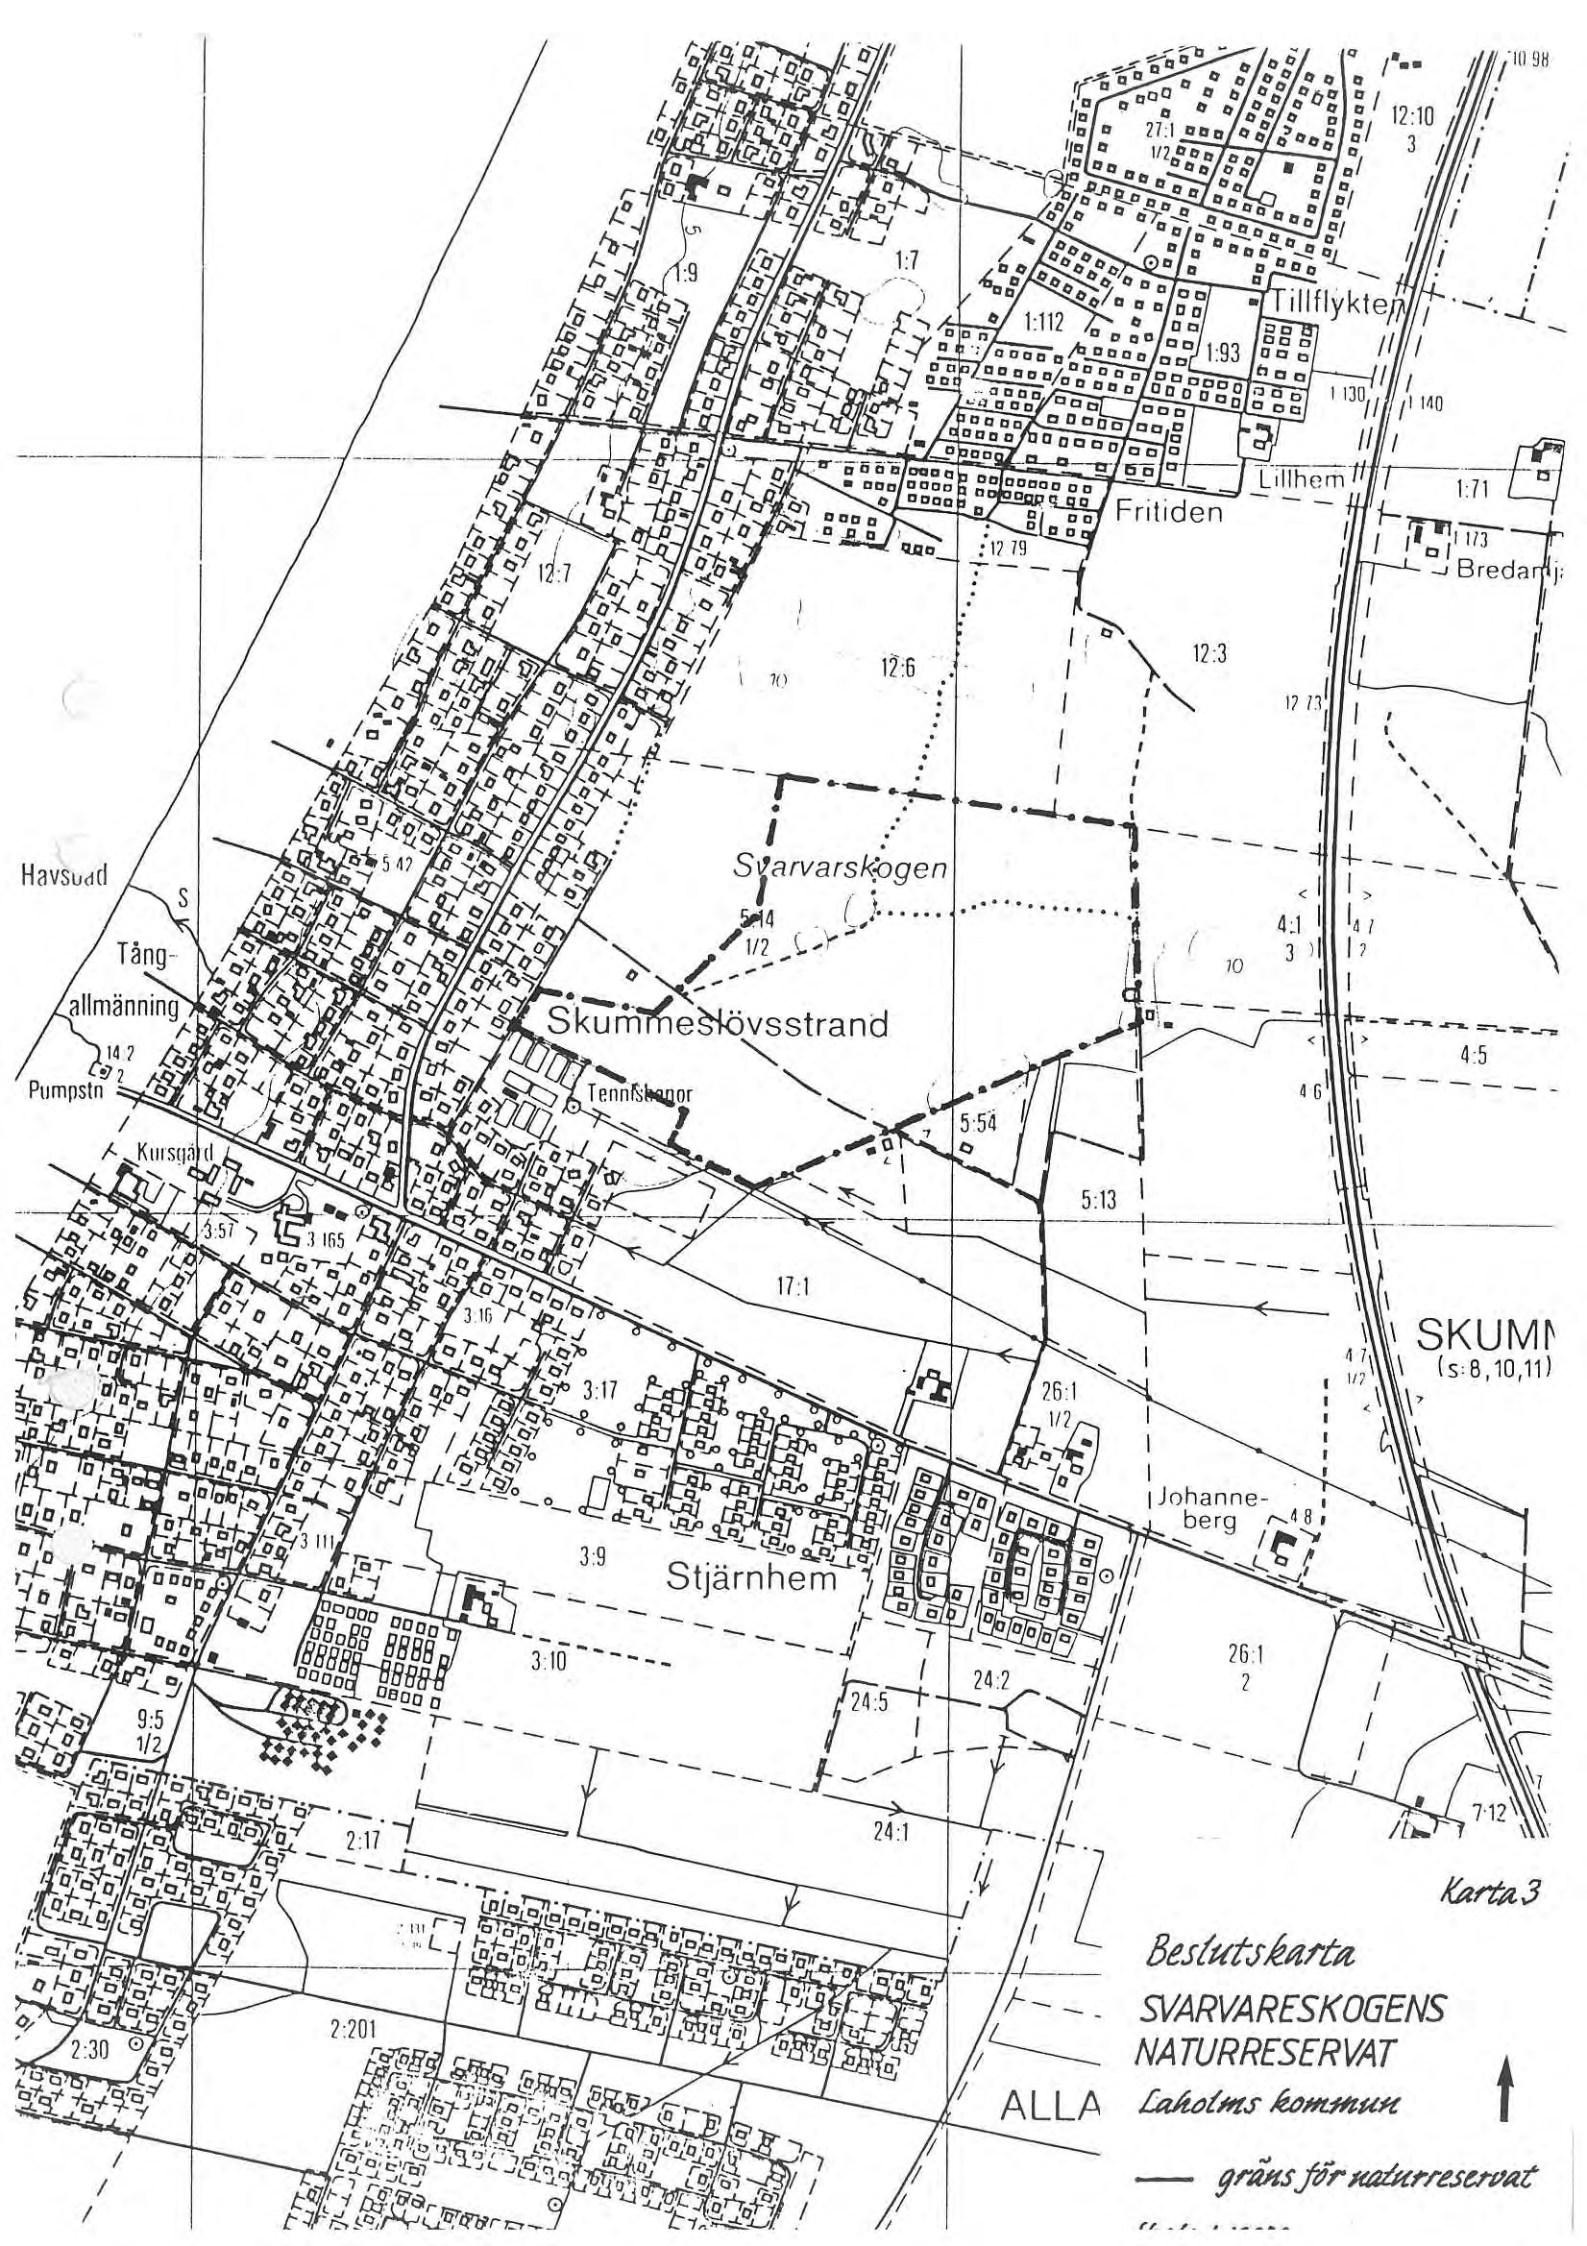 10 98
12:10
3
27:1
1/2
5
1:9
1:7
Tillflykten
1:112
1:93
1 130
1 140
Lillhem
1:71
Fritiden
1 173
12 79
12:7
12:6
10
12:3
12 73
Svarvarskogen
5 42
Havsbad
S
5:14
1/2
4:1
3
4 7
2
10
Tång-
allmänning
Skummeslövsstrand
14:2
2
Pumpstn
Tennisbanor
4:5
4 6
5:54
Kursgård
3:57
3 165
5:13
17:1
3:16
SKUMM
(s:8,10,11)
4 7
1/2
3:17
26:1
1/2
Johanne-
berg
4 8
3 111
3:9
Stjärnhem
3:10
24:5
24:2
26:1
2
9:5
1/2
7
7:12
2:17
24:1
Karta 3
Beslutskarta
SVARVARESKOGENS
NATURRESERVAT
2:201
2:30
ALLA
Laholms kommun
gräns för naturreservat